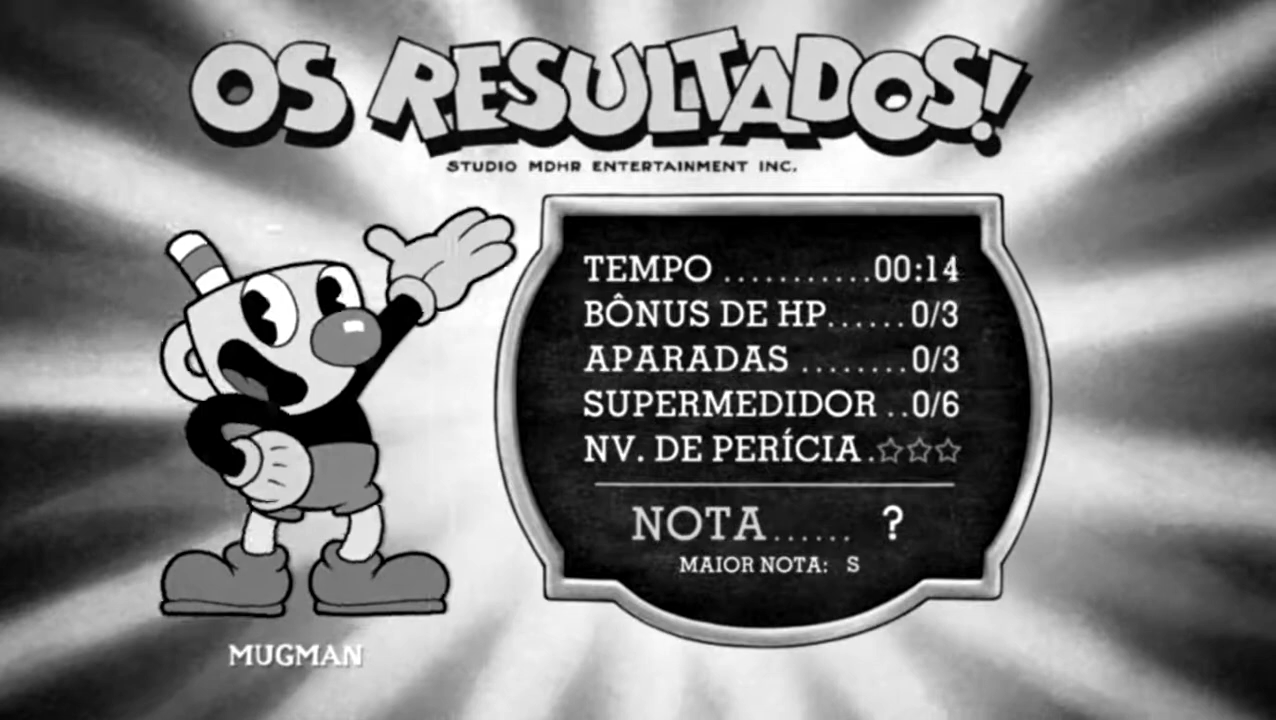 OS RESULTADOS!
STUDIO MDHR ENTERTAINMENT INC.
TEMPO ...........00:14
BÔNUS DE HP......0/3
APARADAS ........0/3
SUPERMEDIDOR ..0/6
NV. DE PERÍCIA .☆☆☆
NOTA...... ?
MAIOR NOTA: S
MUGMAN